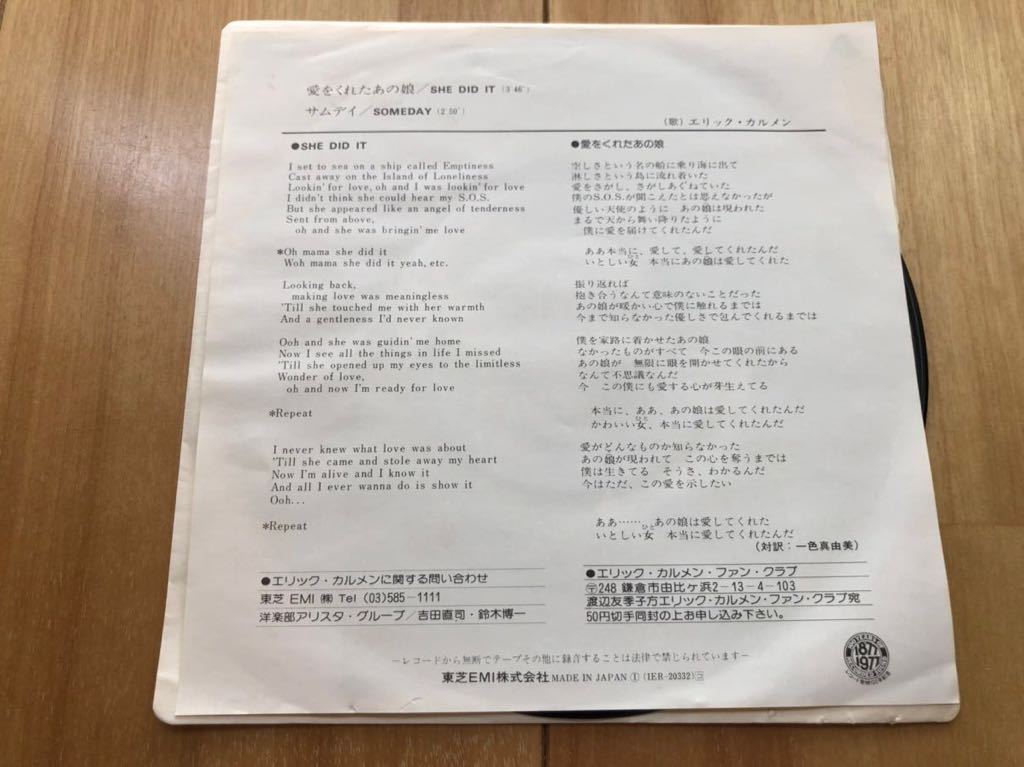 愛をくれたあの娘／SHE DID IT (3'46")
サムデイ／SOMEDAY (2'50")
(歌) エリック・カルメン
●SHE DID IT
I set to sea on a ship called Emptiness
Cast away on the Island of Loneliness
Lookin' for love, oh and I was lookin' for love
I didn't think she could hear my S.O.S.
But she appeared like an angel of tenderness
Sent from above,
oh and she was bringin' me love
*Oh mama she did it
Woh mama she did it yeah, etc.
Looking back,
making love was meaningless
'Till she touched me with her warmth
And a gentleness I'd never known
Ooh and she was guidin' me home
Now I see all the things in life I missed
'Till she opened up my eyes to the limitless
Wonder of love,
oh and now I'm ready for love
*Repeat
I never knew what love was about
'Till she came and stole away my heart
Now I'm alive and I know it
And all I ever wanna do is show it
Ooh...
*Repeat
●愛をくれたあの娘
空しさという名の船に乗り海に出て
淋しさという島に流れ着いた
愛をさがし、さがしあぐねていた
僕のS.O.S.が聞こえたとは思えなかったが
優しい天使のように　あの娘は現われた
まるで天から舞い降りたように
僕に愛を届けてくれたんだ
ああ本当に、愛して、愛してくれたんだ
いとしい女　本当にあの娘は愛してくれた
振り返れば
抱き合うなんて意味のないことだった
あの娘が暖かい心で僕に触れるまでは
今まで知らなかった優しさで包んでくれるまでは
僕を家路に着かせたあの娘
なかったものがすべて　今この眼の前にある
あの娘が　無限に眼を開かせてくれたから
なんて不思議なんだ
今　この僕にも愛する心が芽生えてる
本当に、ああ、あの娘は愛してくれたんだ
かわいい女、本当に愛してくれたんだ
愛がどんなものか知らなかった
あの娘が現われて　この心を奪うまでは
僕は生きてる　そうさ、わかるんだ
今はただ、この愛を示したい
ああ……あの娘は愛してくれた
いとしい女　本当に愛してくれたんだ
(対訳：一色真由美)
●エリック・カルメンに関する問い合わせ
東芝 EMI ㈱ Tel (03)585-1111
洋楽部アリスタ・グループ／吉田直司・鈴木博一
●エリック・カルメン・ファン・クラブ
〒248 鎌倉市由比ヶ浜2-13-4-103
渡辺友季子方エリック・カルメン・ファン・クラブ宛
50円切手同封の上お申し込み下さい。
―レコードから無断でテープその他に録音することは法律で禁じられています―
東芝EMI株式会社 MADE IN JAPAN ① (IER-20332)
1877
1977